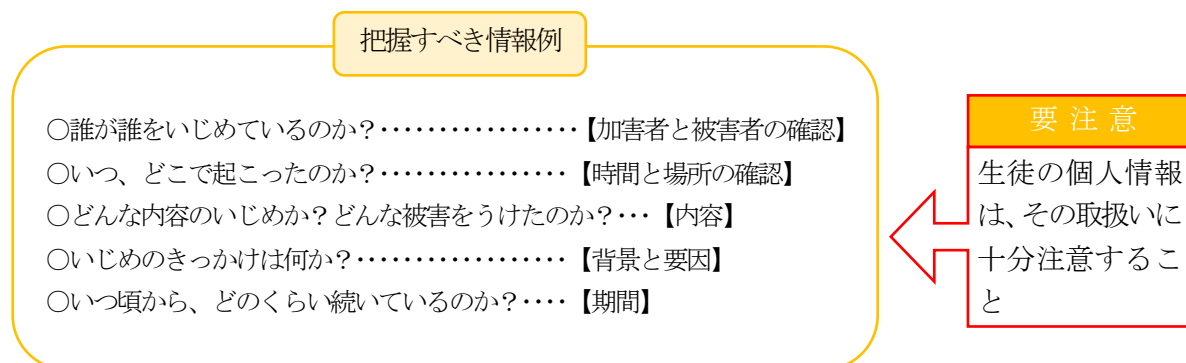 把握すべき情報例
○誰が誰をいじめているのか?・・・・・・・・・・・・・・・・・・【加害者と被害者の確認】
○いつ、どこで起こったのか?・・・・・・・・・・・・・・・・・【時間と場所の確認】
○どんな内容のいじめか?どんな被害をうけたのか?・・・【内容】
○いじめのきっかけは何か?・・・・・・・・・・・・・・・・・・【背景と要因】
○いつ頃から、どのくらい続いているのか?・・・・【期間】
要 注 意
生徒の個人情報
は、その取扱いに
十分注意するこ
と